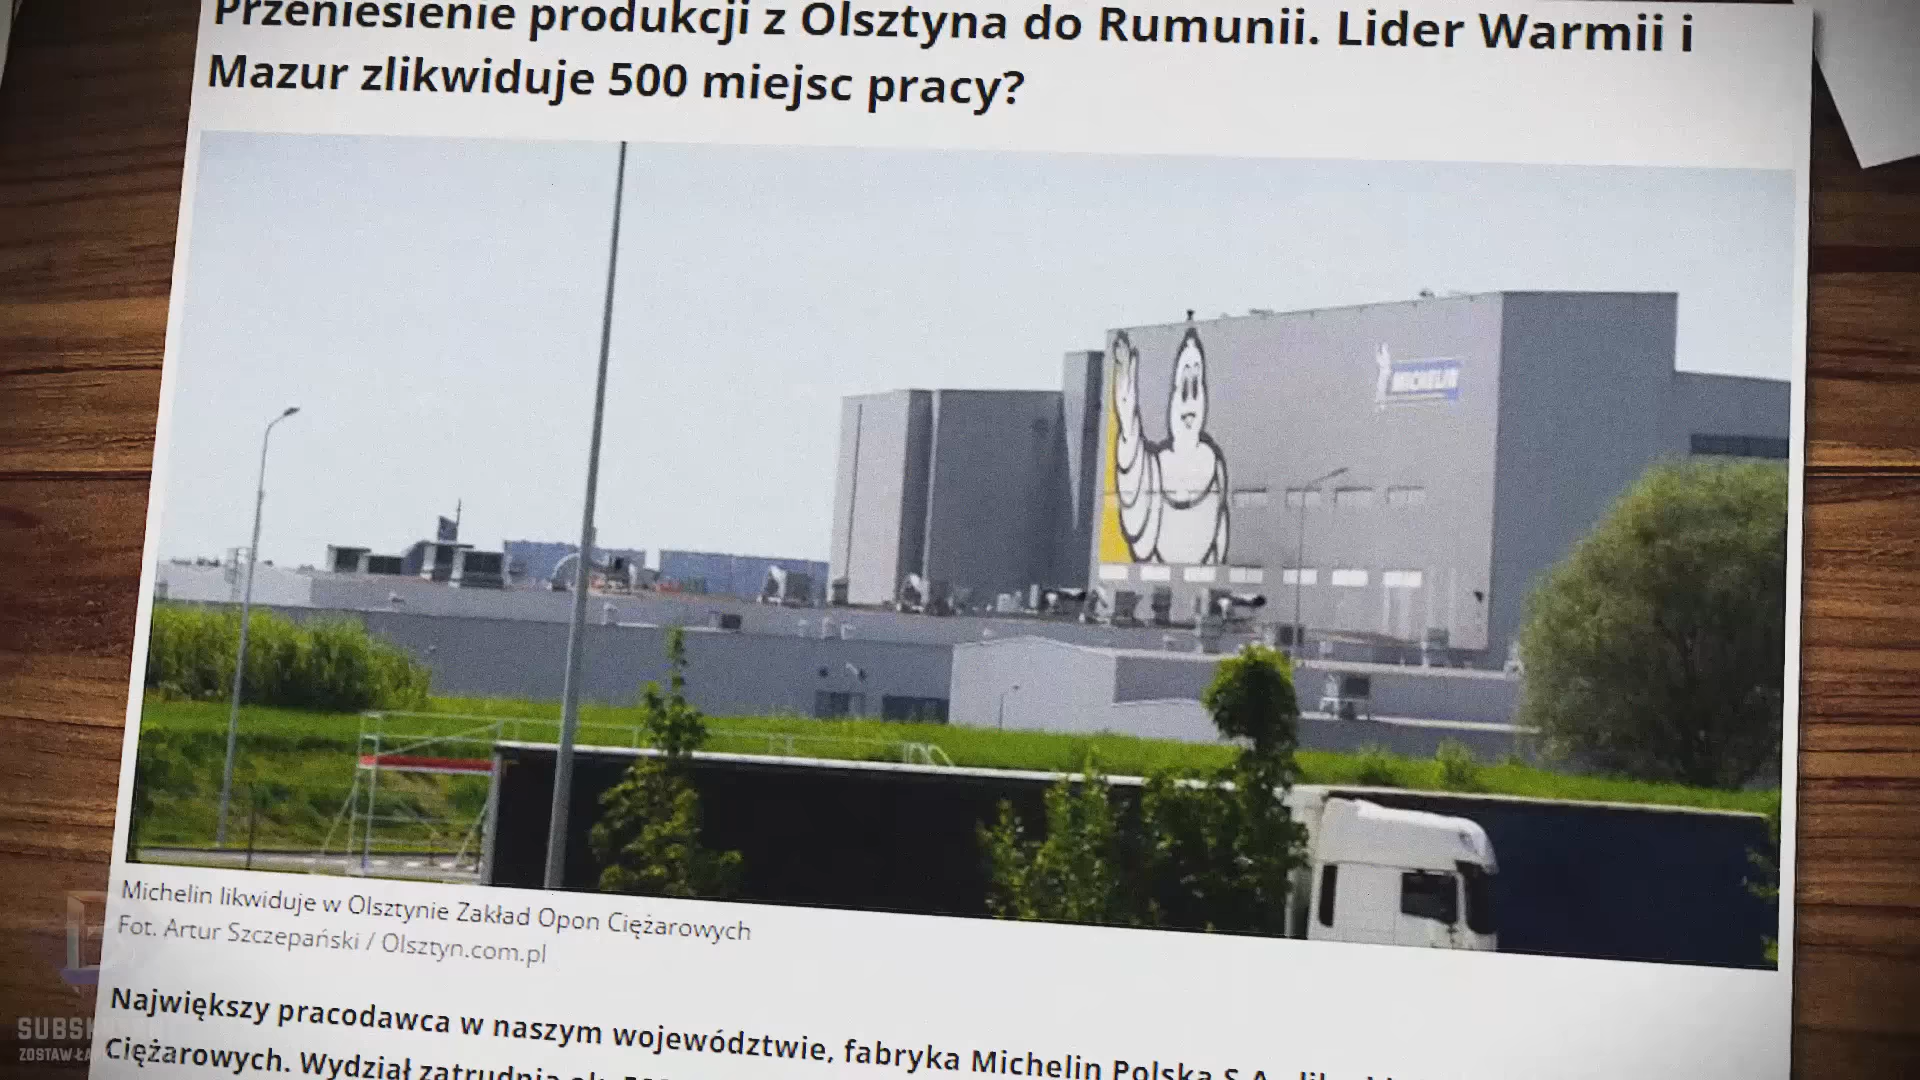 Przeniesienie produkcji z Olsztyna do Rumunii. Lider Warmii i
Mazur zlikwiduje 500 miejsc pracy?
MICHELIN
Michelin likwiduje w Olsztynie Zakład Opon Ciężarowych
Fot. Artur Szczepański / Olsztyn.com.pl
Największy pracodawca w naszym województwie, fabryka Michelin Polska S.A.
Ciężarowych. Wydział zatrudnia ok.